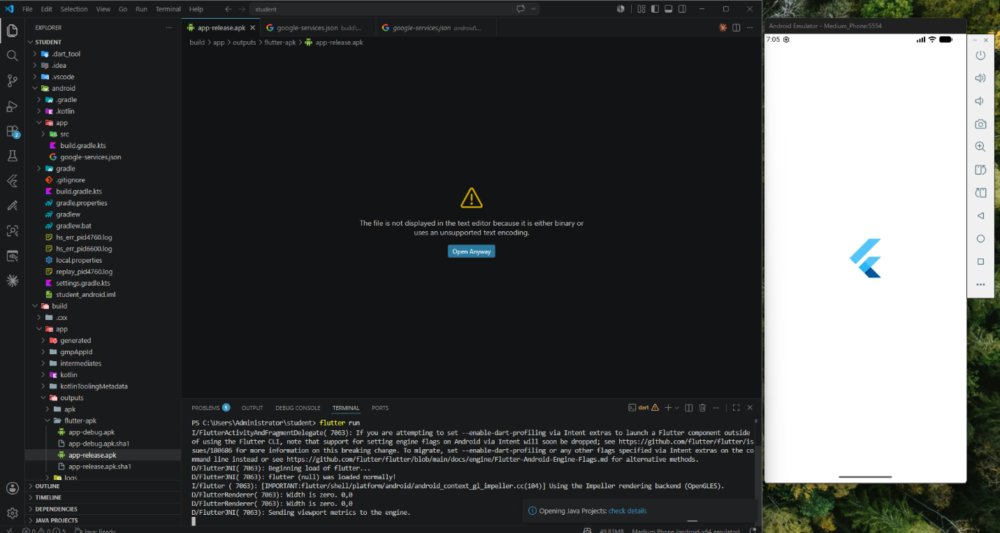 File Edit Selection View Go Run Terminal Help
student
EXPLORER
STUDENT
.dart_tool
.idea
.vscode
android
.gradle
.kotlin
app
src
build.gradle.kts
google-services.json
gradle
.gitignore
build.gradle.kts
gradle.properties
gradlew
gradlew.bat
hs_err_pid4760.log
hs_err_pid6600.log
local.properties
replay_pid4760.log
settings.gradle.kts
student_android.iml
build
.cxx
app
generated
gmpAppId
intermediates
kotlin
kotlinToolingMetadata
outputs
apk
flutter-apk
app-debug.apk
app-debug.apk.sha1
app-release.apk
app-release.apk.sha1
logs
OUTLINE
TIMELINE
DEPENDENCIES
JAVA PROJECTS
2
app-release.apk google-services.json build\... google-services.json android\...
build > app > outputs > flutter-apk > app-release.apk
The file is not displayed in the text editor because it is either binary or
uses an unsupported text encoding.
Open Anyway
PROBLEMS 5 OUTPUT DEBUG CONSOLE TERMINAL PORTS
dart
PS C:\Users\Administrator\student> flutter run
I/FlutterActivityAndFragmentDelegate( 7063): If you are attempting to set --enable-dart-profiling via Intent extras to launch a Flutter component outside
of using the Flutter CLI, note that support for setting engine flags on Android via Intent will soon be dropped; see https://github.com/flutter/flutter/is
sues/180686 for more information on this breaking change. To migrate, set --enable-dart-profiling or any other flags specified via Intent extras on the co
mmand line instead or see https://github.com/flutter/flutter/blob/main/docs/engine/Flutter-Android-Engine-Flags.md for alternative methods.
D/FlutterJNI( 7063): Beginning load of flutter...
D/FlutterJNI( 7063): flutter (null) was loaded normally!
I/flutter ( 7063): [IMPORTANT:flutter/shell/platform/android/android_context_gl_impeller.cc(104)] Using the Impeller rendering backend (OpenGLES).
D/FlutterRenderer( 7063): Width is zero. 0,0
D/FlutterRenderer( 7063): Width is zero. 0,0
D/FlutterJNI( 7063): Sending viewport metrics to the engine.
Opening Java Projects: check details
0 0 5 Java: Ready
49.83MB Medium Phone (android-x64 emulator)
Android Emulator - Medium_Phone:5554
7:05